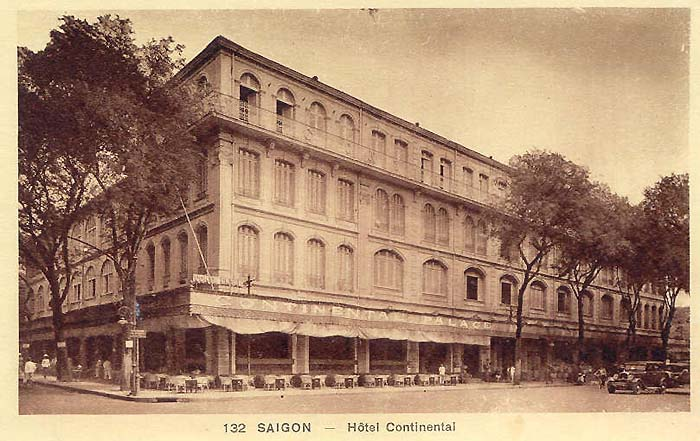 CONTINENTAL PALACE
132 SAIGON — Hôtel Continental